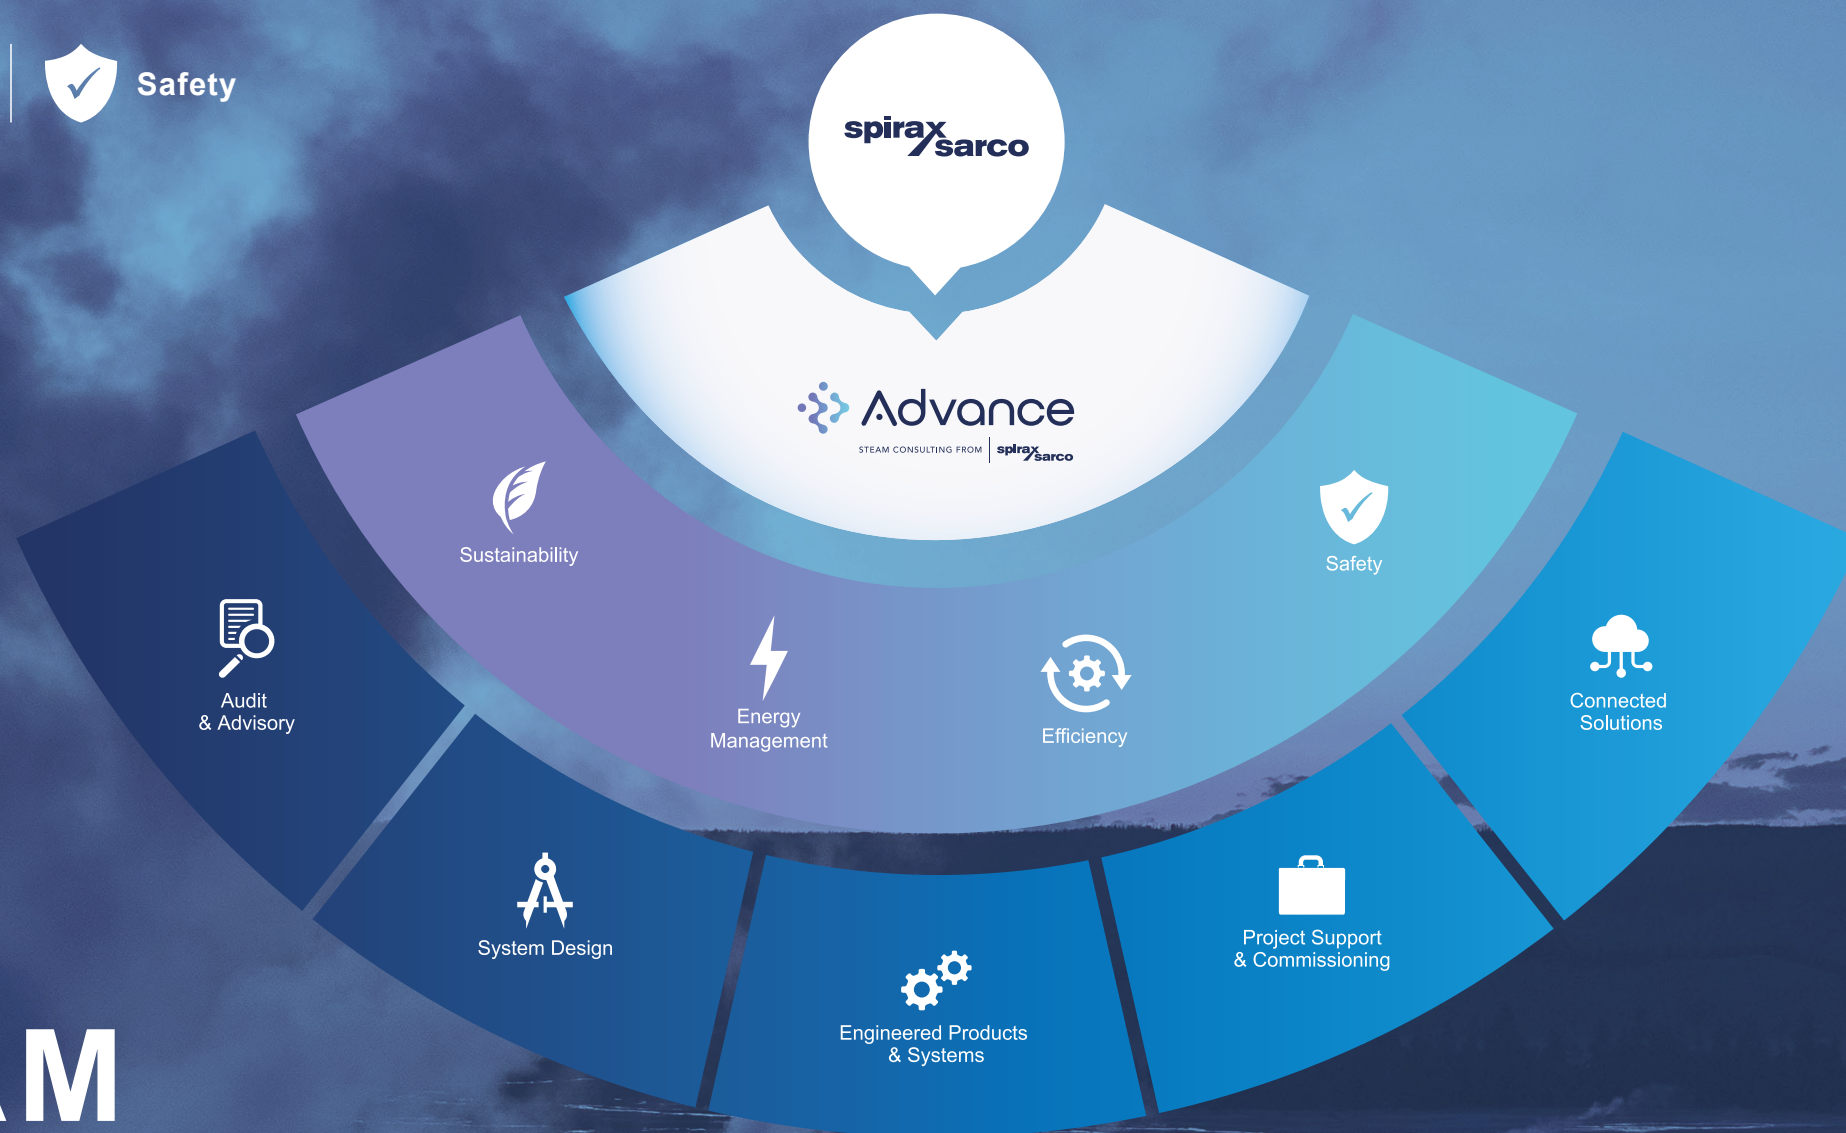 Safety
spirax
sarco
Advance
STEAM CONSULTING FROM spirax sarco
Sustainability
Safety
Energy
Management
Efficiency
Audit
& Advisory
Connected
Solutions
System Design
Project Support
& Commissioning
Engineered Products
& Systems
AM